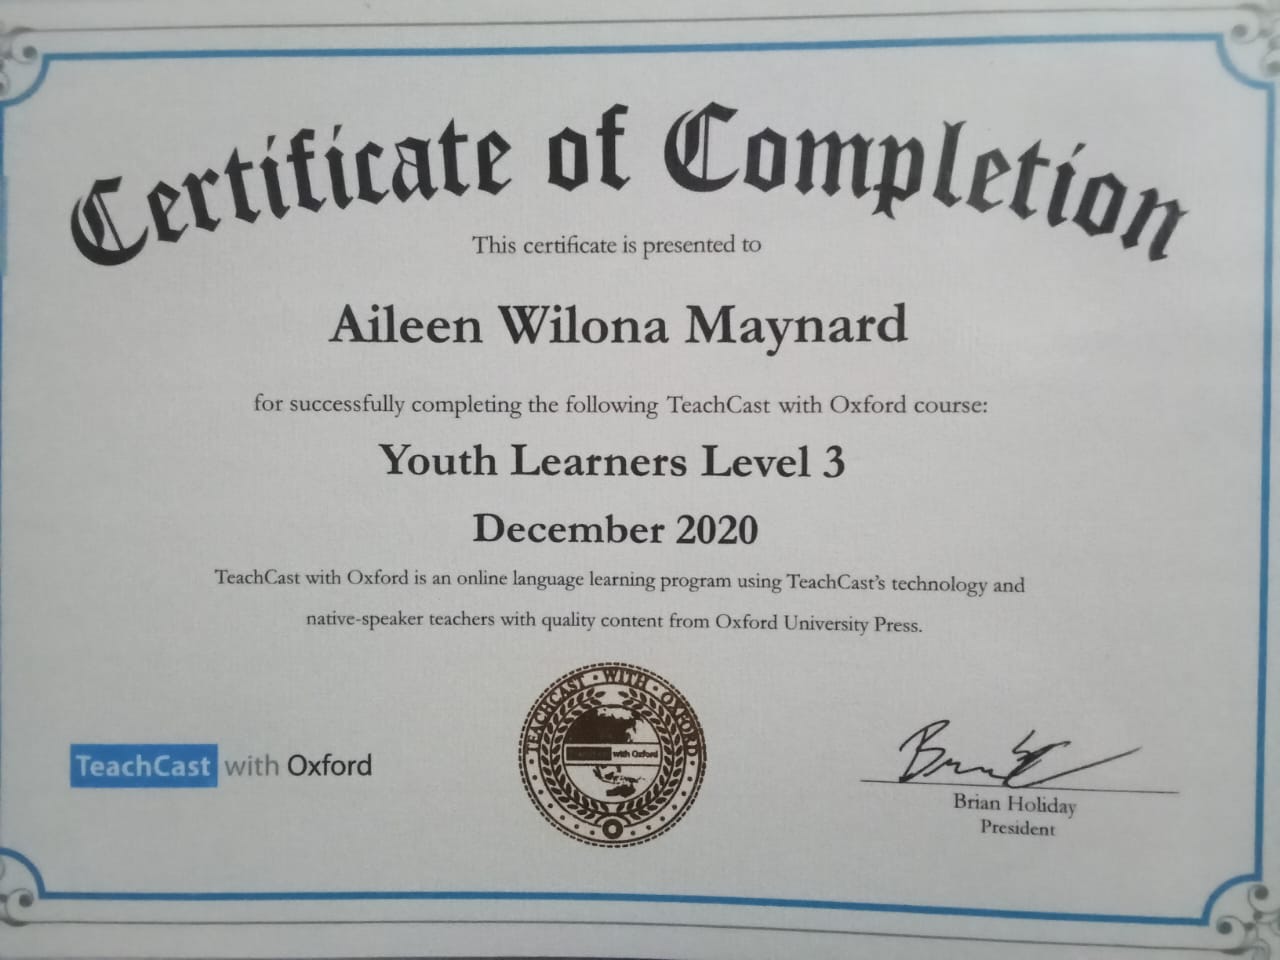 Certificate of Completion
This certificate is presented to
Aileen Wilona Maynard
for successfully completing the following TeachCast with Oxford course:
Youth Learners Level 3
December 2020
TeachCast with Oxford is an online language learning program using TeachCast's technology and
native-speaker teachers with quality content from Oxford University Press.
TEACHCAST · WITH · OXFORD
with Oxford
TeachCast with Oxford
Brian Holiday
President